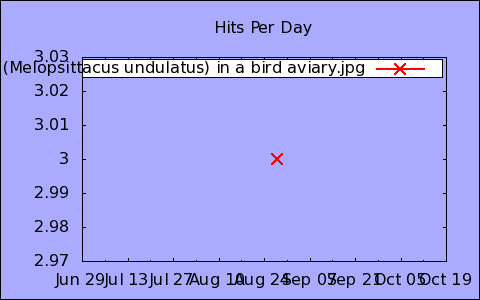 Hits Per Day
(Melopsittacus undulatus) in a bird aviary.jpg
3.03
3.02
3.01
3
2.99
2.98
2.97
Jun 29 Jul 13 Jul 27 Aug 10 Aug 24 Sep 07 Sep 21 Oct 05 Oct 19